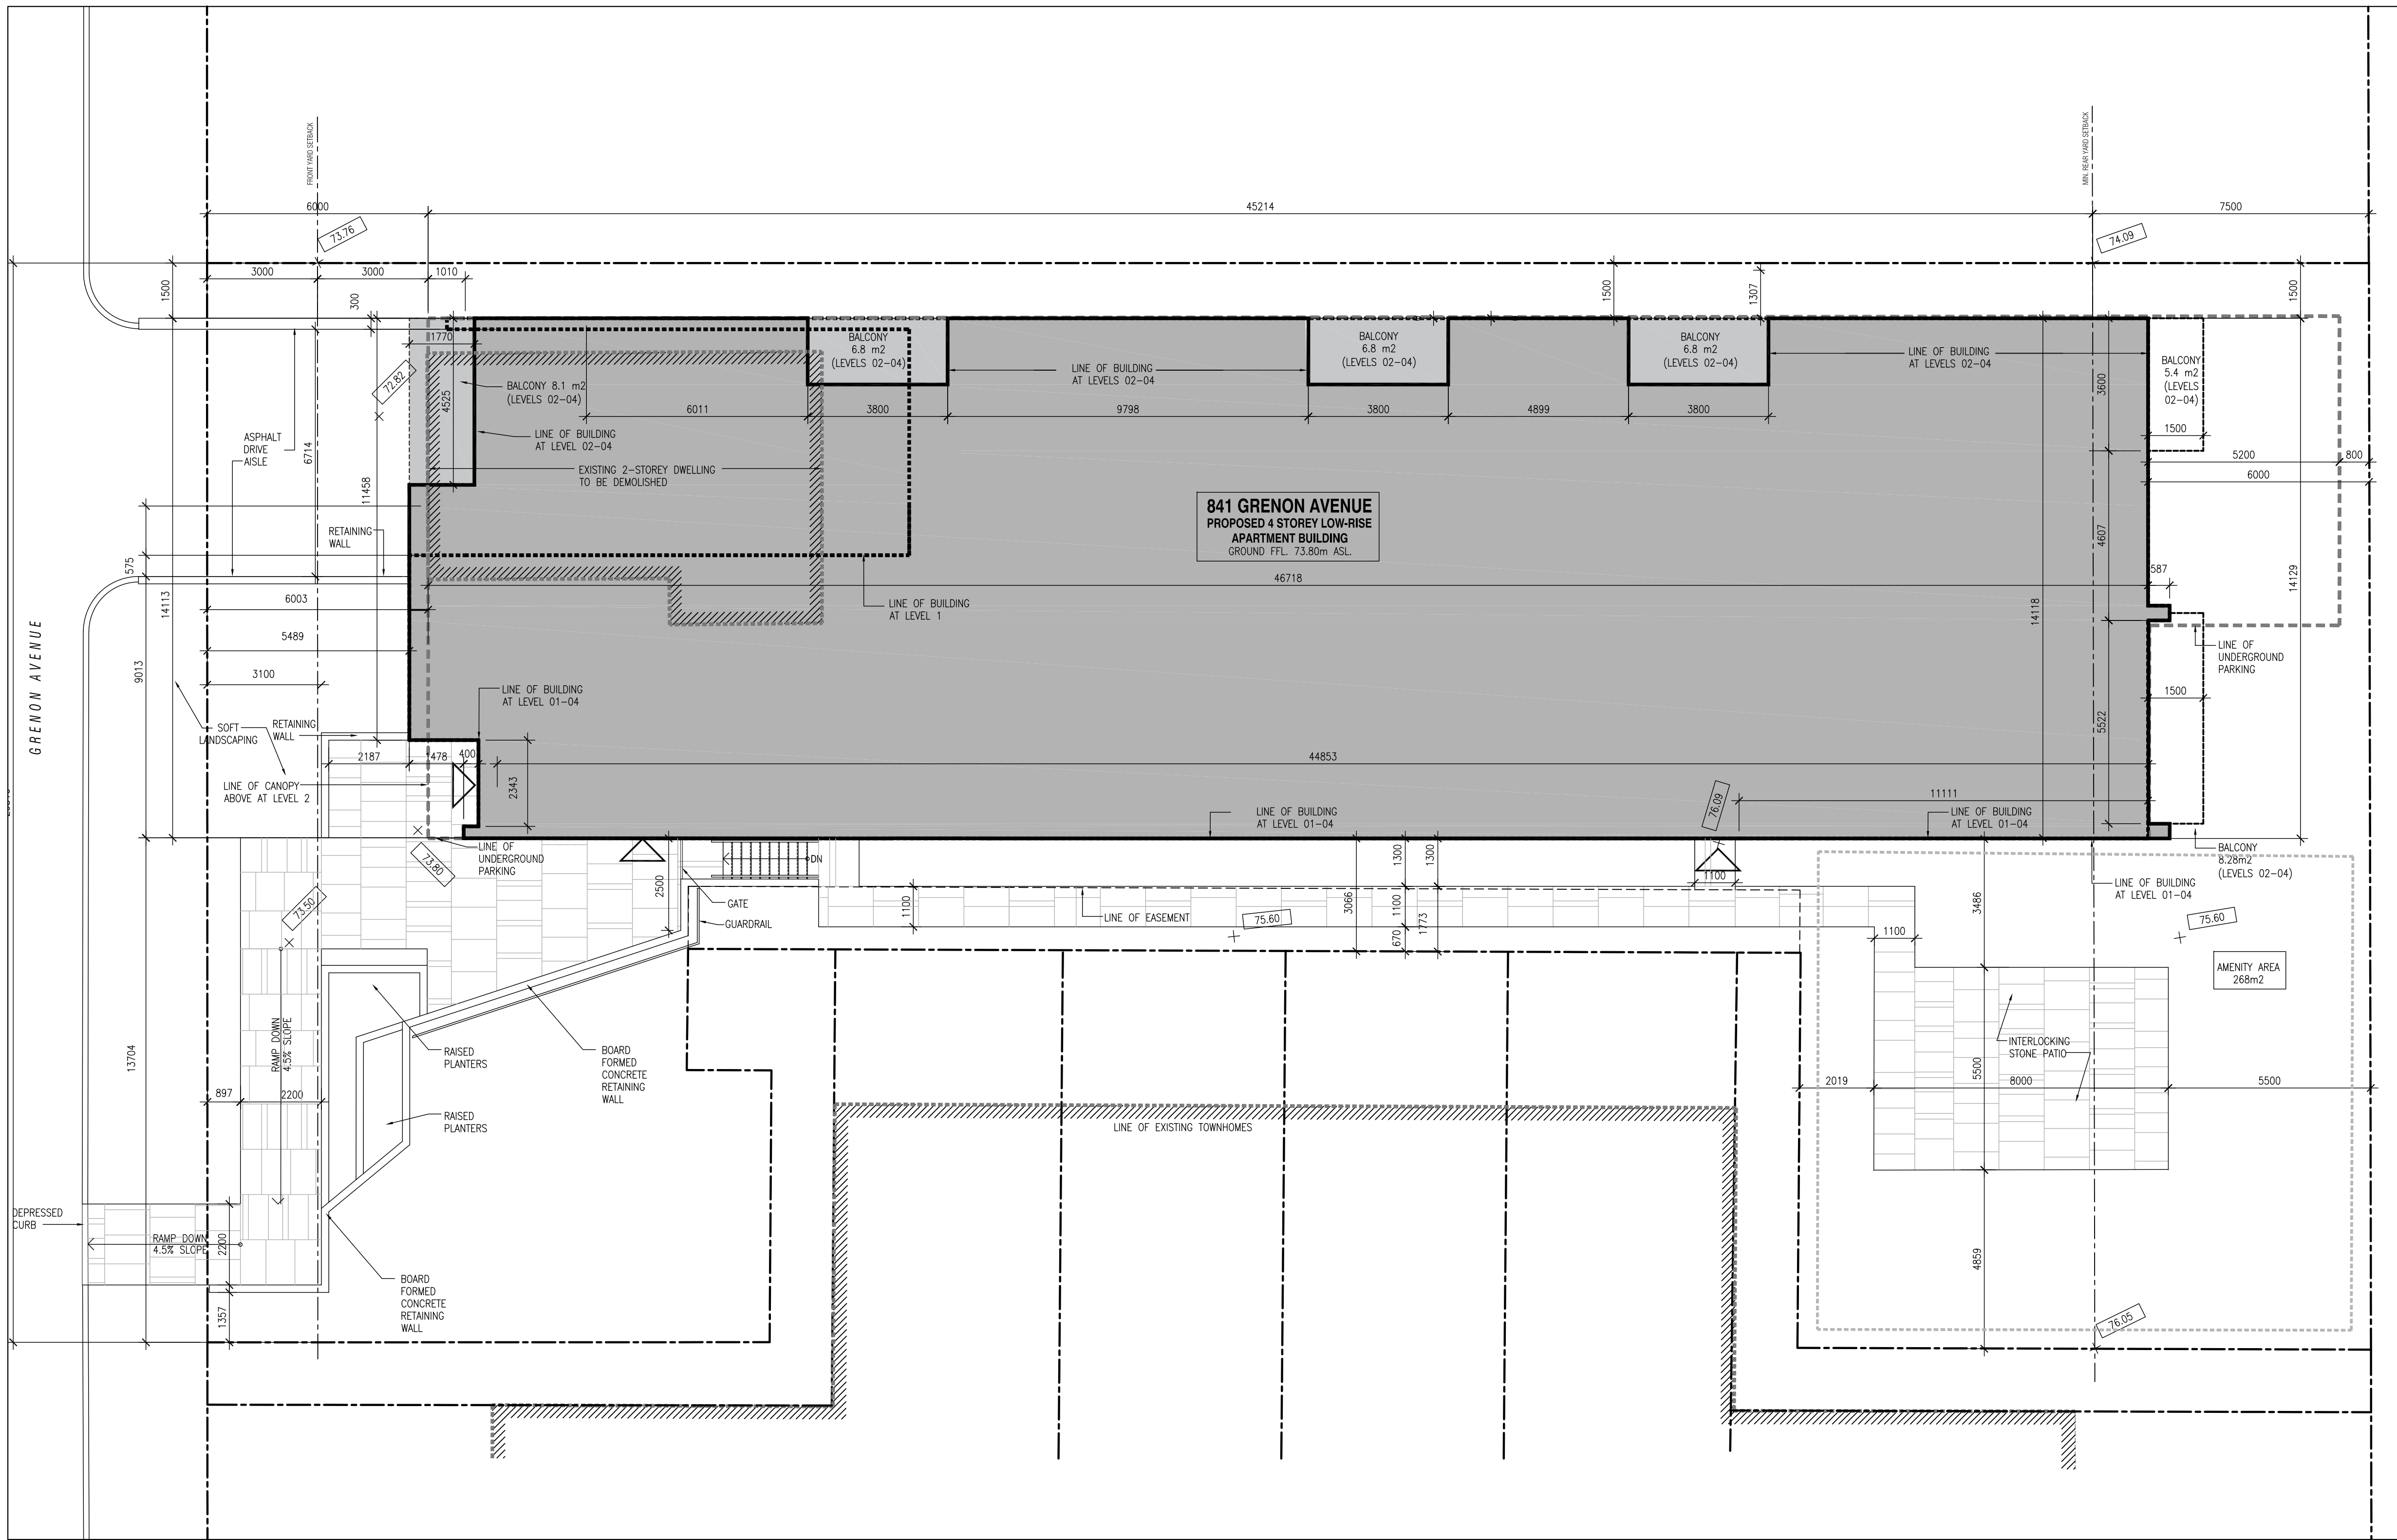 FRONT YARD SETBACK
MIN. REAR YARD SETBACK
6000
45214
7500
73.76
74.09
3000
3000
1010
1500
300
1500
1307
1500
1770
72.82
4525
BALCONY 8.1 m2
(LEVELS 02-04)
BALCONY
6.8 m2
(LEVELS 02-04)
LINE OF BUILDING
AT LEVELS 02-04
BALCONY
6.8 m2
(LEVELS 02-04)
BALCONY
6.8 m2
(LEVELS 02-04)
LINE OF BUILDING
AT LEVELS 02-04
BALCONY
5.4 m2
(LEVELS
02-04)
3600
6011
3800
9798
3800
4899
3800
1500
ASPHALT
DRIVE
AISLE
6714
LINE OF BUILDING
AT LEVEL 02-04
EXISTING 2-STOREY DWELLING
TO BE DEMOLISHED
5200
800
6000
11458
841 GRENON AVENUE
PROPOSED 4 STOREY LOW-RISE
APARTMENT BUILDING
GROUND FFL. 73.80m ASL.
RETAINING
WALL
575
14113
4607
46718
587
14129
6003
LINE OF BUILDING
AT LEVEL 1
14118
5489
GRENON AVENUE
9013
3100
LINE OF
UNDERGROUND
PARKING
LINE OF BUILDING
AT LEVEL 01-04
1500
SOFT
LANDSCAPING
RETAINING
WALL
5522
2187
478
400
44853
2343
LINE OF CANOPY
ABOVE AT LEVEL 2
11111
76.09
LINE OF BUILDING
AT LEVEL 01-04
LINE OF BUILDING
AT LEVEL 01-04
73.80
LINE OF
UNDERGROUND
PARKING
DN
1300
1300
BALCONY
8.28m2
(LEVELS 02-04)
2500
1100
LINE OF BUILDING
AT LEVEL 01-04
73.50
GATE
GUARDRAIL
1100
3066
1100
1773
670
LINE OF EASEMENT
75.60
3486
75.60
1100
AMENITY AREA
268m2
RAMP DOWN
4.5% SLOPE
13704
RAISED
PLANTERS
BOARD
FORMED
CONCRETE
RETAINING
WALL
INTERLOCKING
STONE PATIO
5500
897
2200
2019
8000
5500
RAISED
PLANTERS
LINE OF EXISTING TOWNHOMES
DEPRESSED
CURB
RAMP DOWN
4.5% SLOPE
2200
4859
BOARD
FORMED
CONCRETE
RETAINING
WALL
1357
76.05